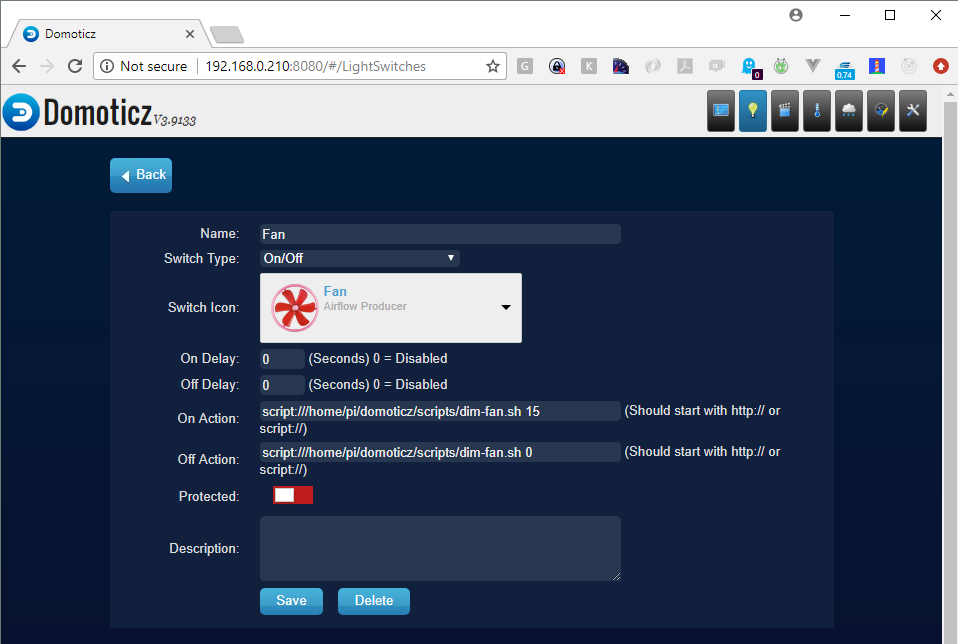 Domoticz
Not secure
192.168.0.210:8080/#/LightSwitches
G
K
0
0.74
Domoticz V3.9133
Back
Name: Fan
Switch Type: On/Off
Switch Icon: Fan
Airflow Producer
On Delay: 0 (Seconds) 0 = Disabled
Off Delay: 0 (Seconds) 0 = Disabled
On Action: script:///home/pi/domoticz/scripts/dim-fan.sh 15 (Should start with http:// or
script://)
Off Action: script:///home/pi/domoticz/scripts/dim-fan.sh 0 (Should start with http:// or
script://)
Protected:
Description:
Save Delete